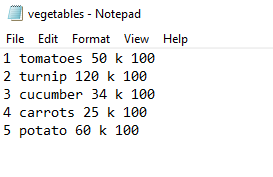 vegetables - Notepad
File Edit Format View Help
1 tomatoes 50 k 100
2 turnip 120 k 100
3 cucumber 34 k 100
4 carrots 25 k 100
5 potato 60 k 100